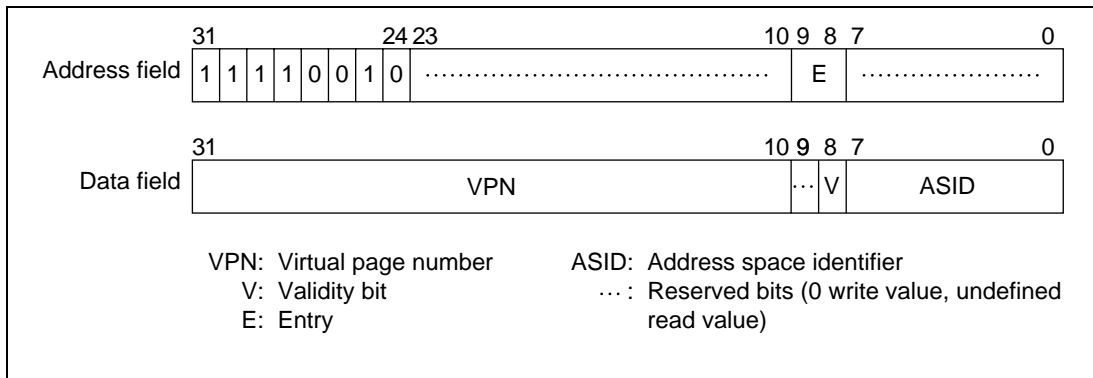 31 24 23 10 9 8 7 0
Address field 1 1 1 1 0 0 1 0 ········ E ········
31 10 9 8 7 0
Data field VPN ··· V ASID
VPN: Virtual page number ASID: Address space identifier
V: Validity bit ··· : Reserved bits (0 write value, undefined
E: Entry read value)